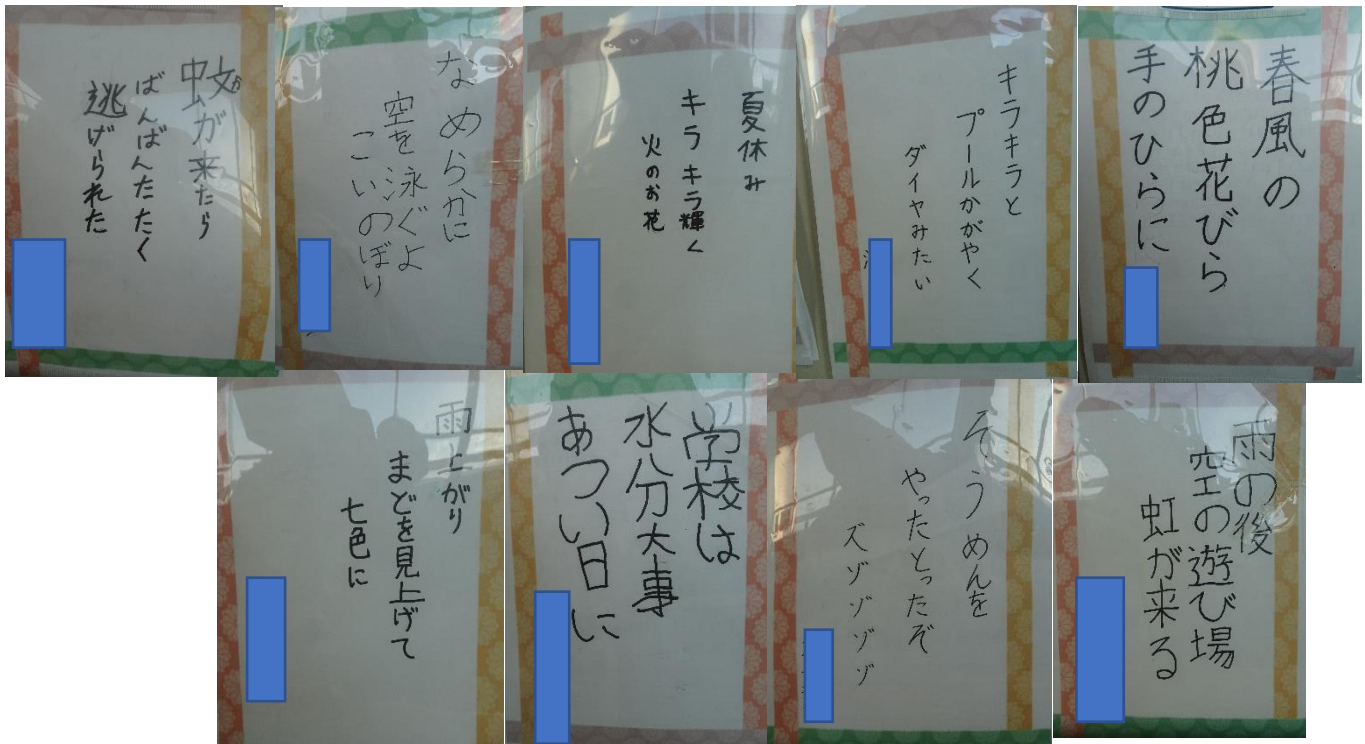 蚊が来たら
ばんばんたたく
逃げられた
なめらかに
空を泳ぐよ
こいのぼり
夏休み
キラキラ輝く
火のお花
キラキラと
プールかがやく
ダイヤみたい
春風の
桃色花びら
手のひらに
雨上がり
まどを見上げて
七色に
学校は
水分大事
あつい日に
そうめんを
やったとったぞ
ズゾゾゾゾ
雨の後
空の遊び場
虹が来る